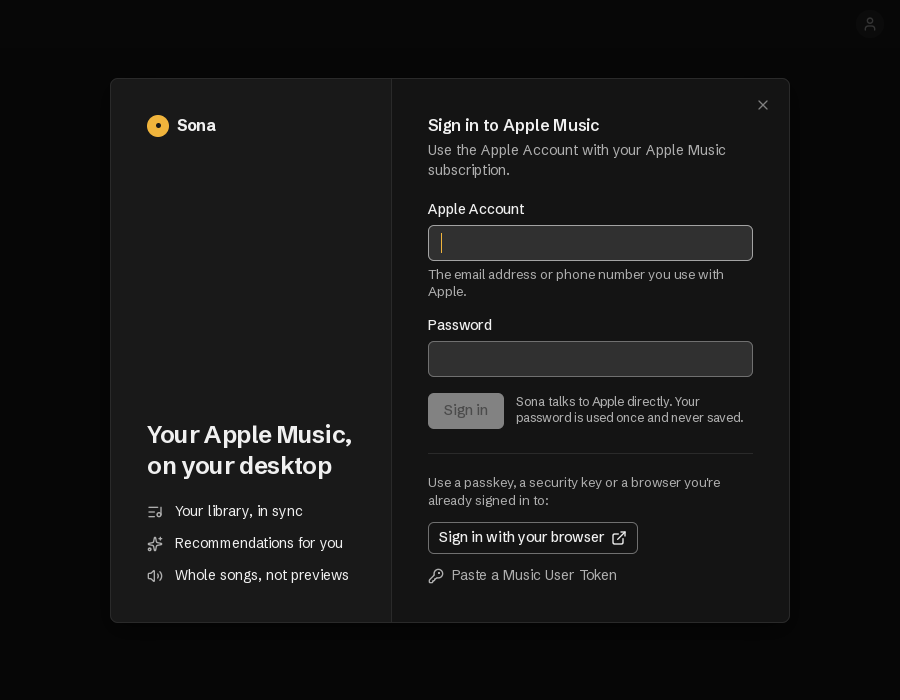 Sona
Your Apple Music,
on your desktop
Your library, in sync
Recommendations for you
Whole songs, not previews
Sign in to Apple Music
Use the Apple Account with your Apple Music
subscription.
Apple Account
The email address or phone number you use with
Apple.
Password
Sign in
Sona talks to Apple directly. Your
password is used once and never saved.
Use a passkey, a security key or a browser you're
already signed in to:
Sign in with your browser
Paste a Music User Token